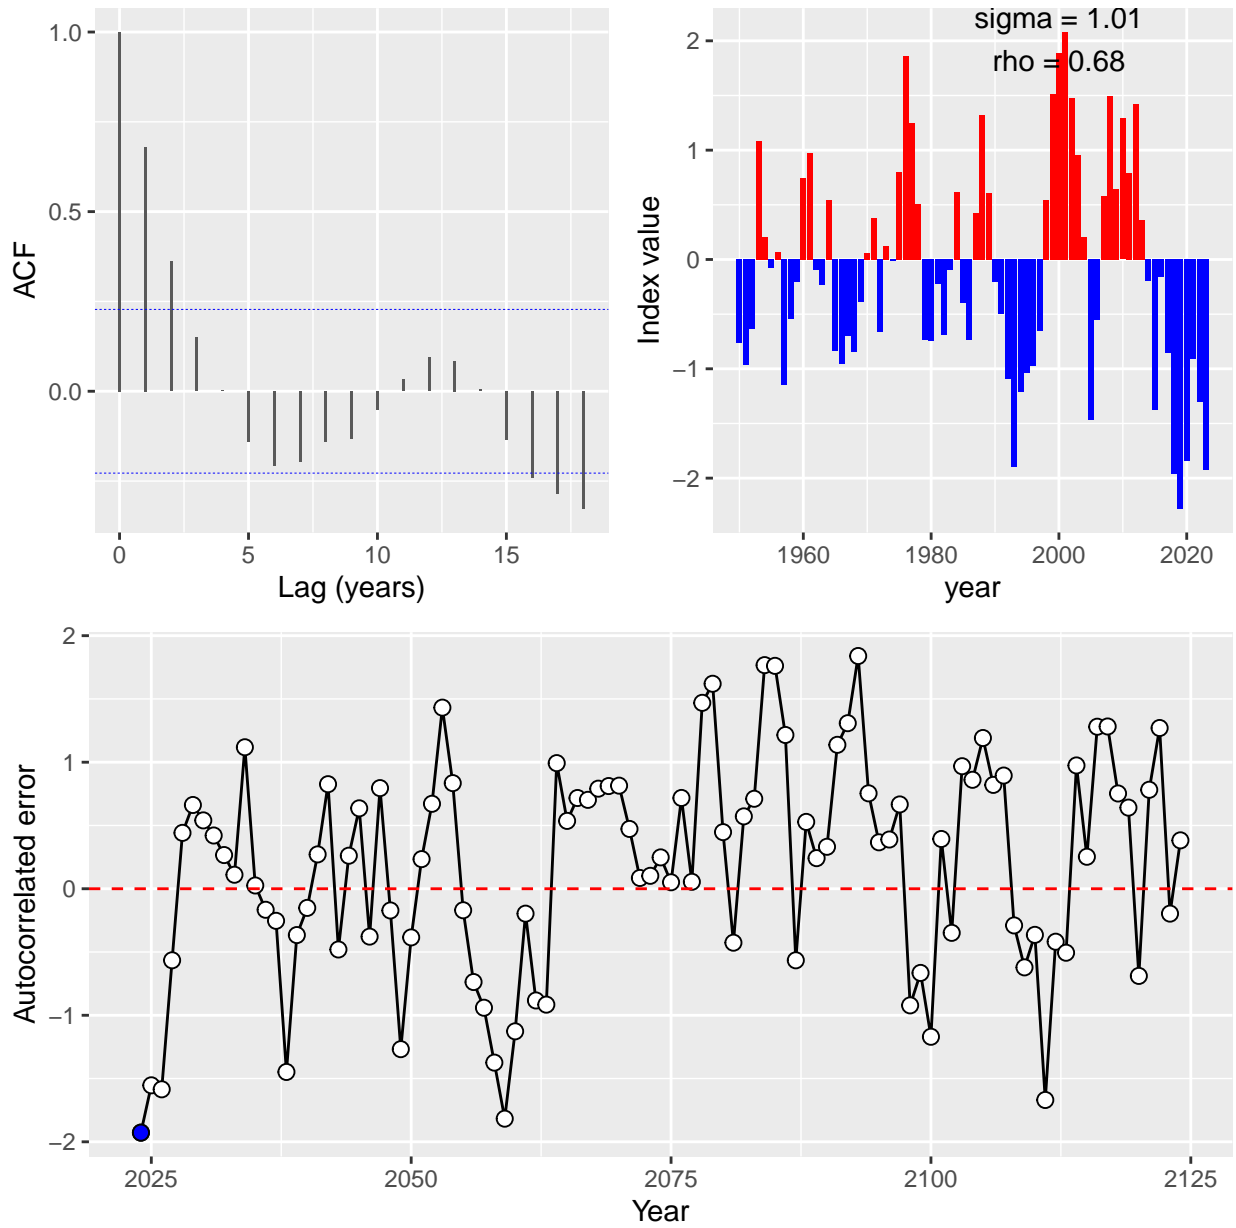 ACF
1.0
0.5
0.0
0 5 10 15
Lag (years)
sigma = 1.01
rho = 0.68
Index value
2
1
0
−1
−2
1960 1980 2000 2020
year
Autocorrelated error
2
1
0
−1
−2
2025 2050 2075 2100 2125
Year